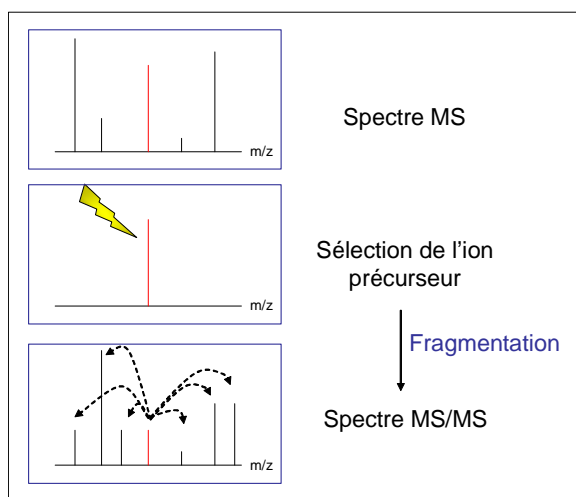 m/z
Spectre MS
m/z
Sélection de l'ion
précurseur
Fragmentation
m/z
Spectre MS/MS